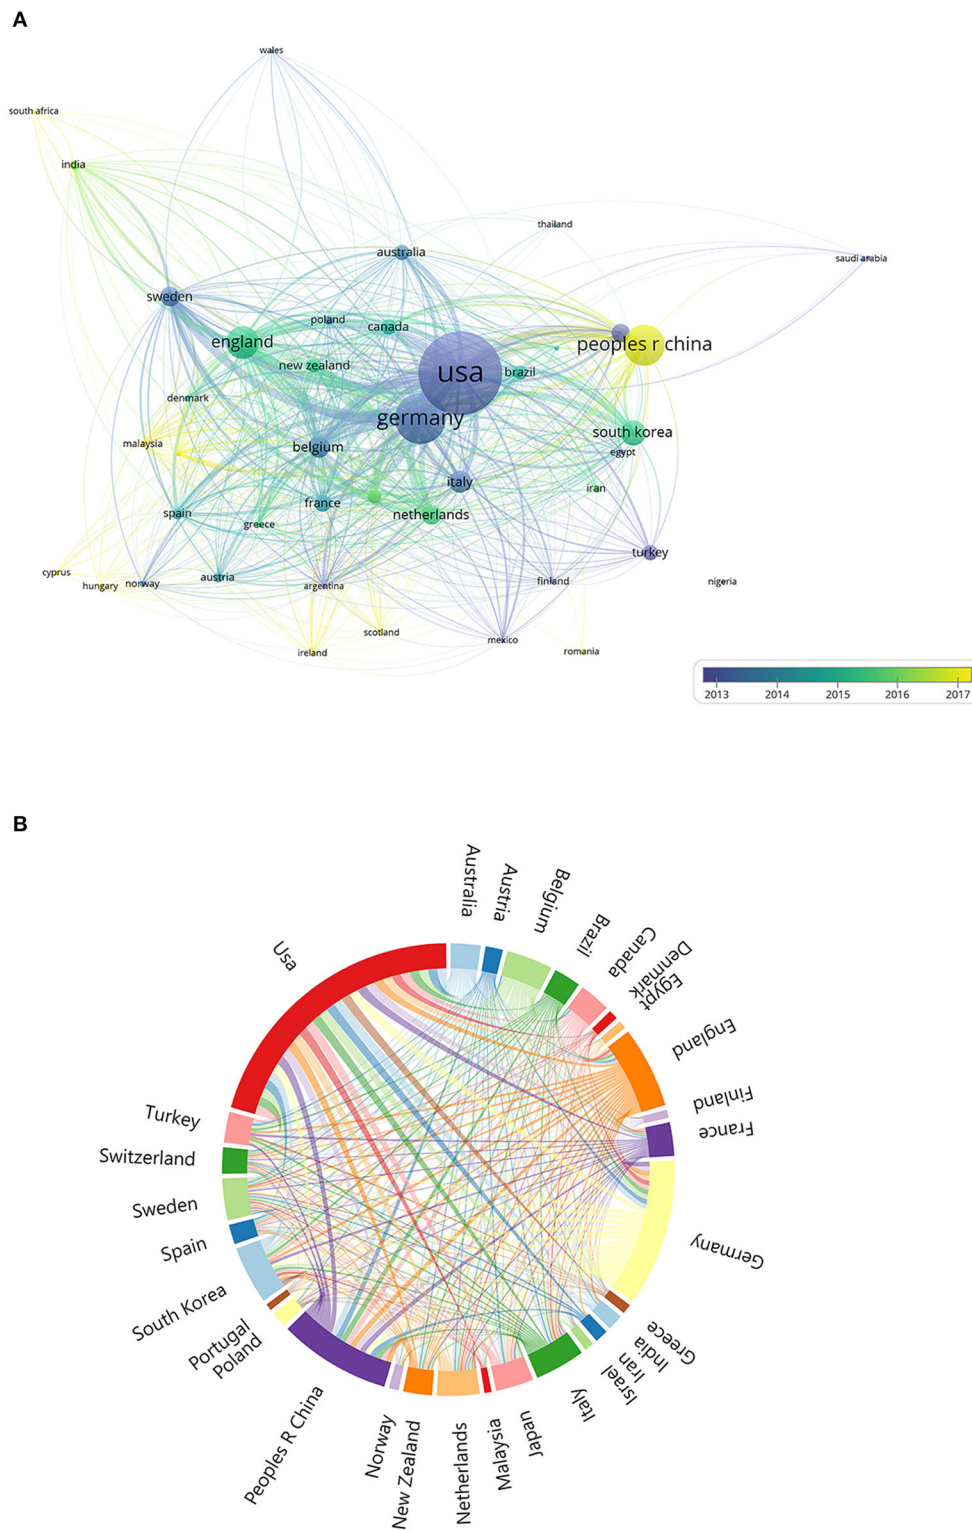 A
wales
south africa
india
thailand
australia
saudi arabia
sweden
poland
canada
england
peoples r china
new zealand
usa
brazil
denmark
germany
malaysia
belgium
south korea
egypt
italy
iran
france
spain
netherlands
greece
turkey
cyprus
hungary
norway
austria
argentina
finland
nigeria
scotland
ireland
mexico
romania
2013 2014 2015 2016 2017
B
Australia
Austria
Belgium
Brazil
Canada
Denmark
Egypt
England
Finland
France
Germany
Greece
India
Iran
Israel
Italy
Japan
Malaysia
Netherlands
New Zealand
Norway
Peoples R China
Poland
Portugal
South Korea
Spain
Sweden
Switzerland
Turkey
Usa